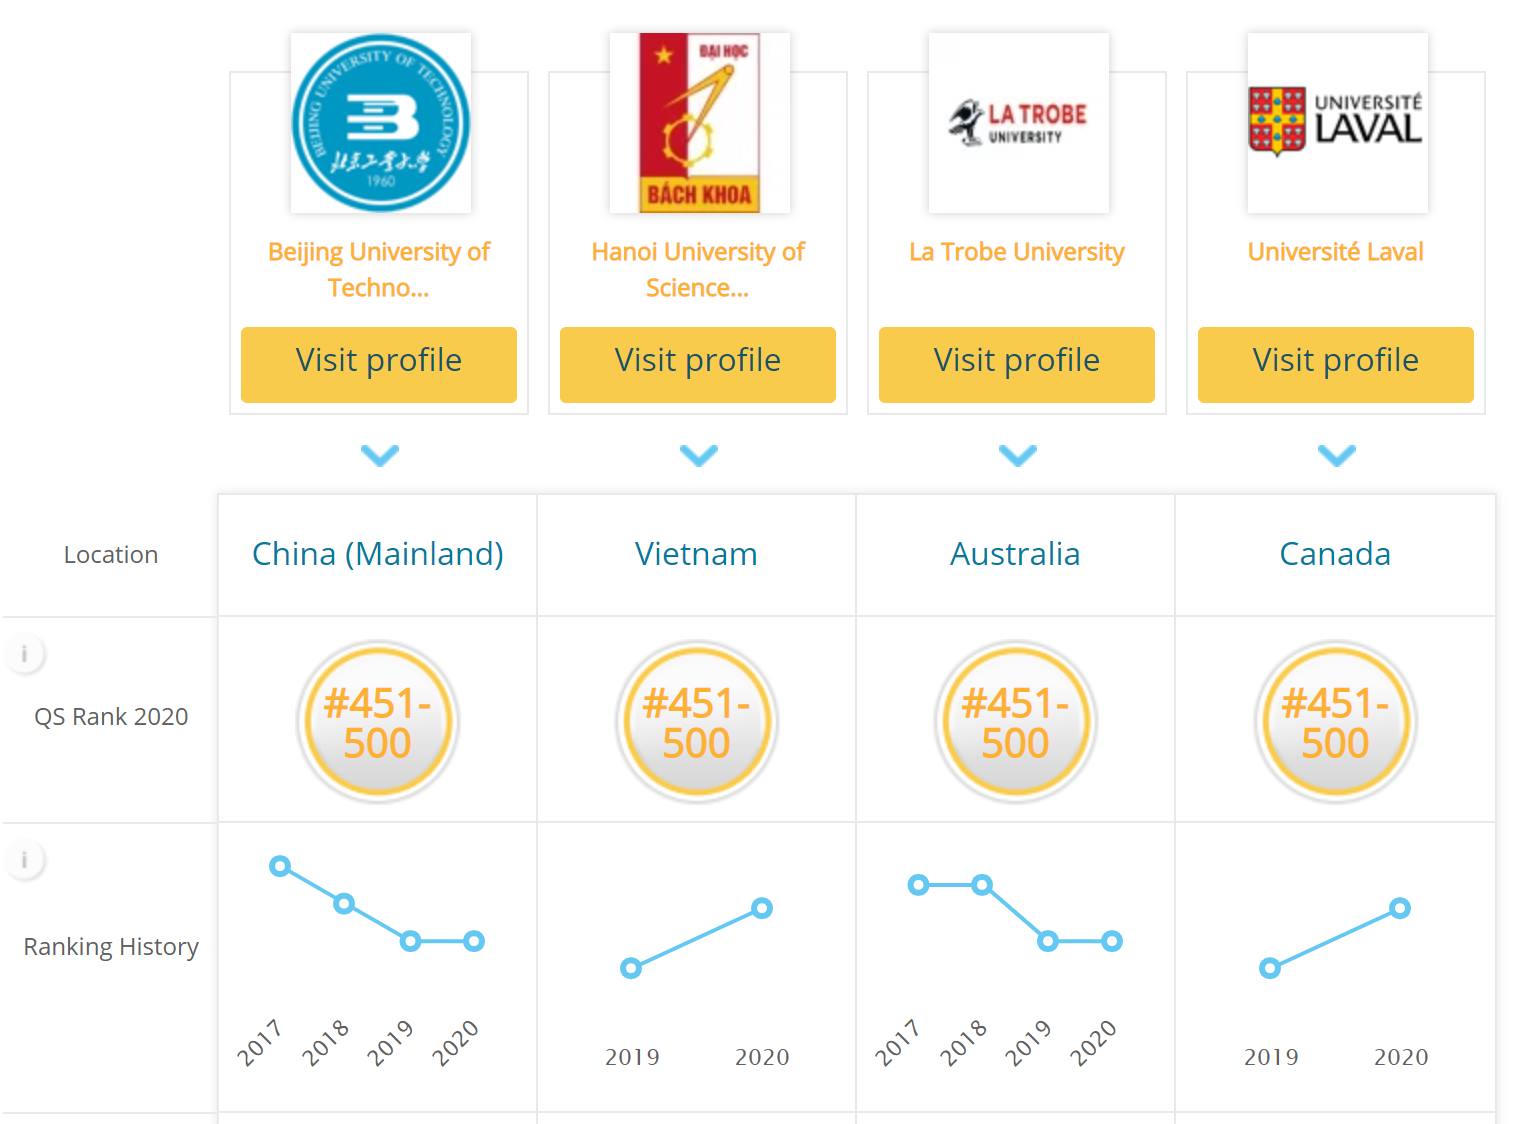 BEIJING UNIVERSITY OF TECHNOLOGY
北京工业大学
1960
ĐẠI HỌC
BÁCH KHOA
LA TROBE
UNIVERSITY
UNIVERSITÉ
LAVAL
Beijing University of
Techno...
Hanoi University of
Science...
La Trobe University
Université Laval
Visit profile
Visit profile
Visit profile
Visit profile
Location
China (Mainland)
Vietnam
Australia
Canada
i
QS Rank 2020
#451-
500
#451-
500
#451-
500
#451-
500
i
Ranking History
2017
2018
2019
2020
2019
2020
2017
2018
2019
2020
2019
2020